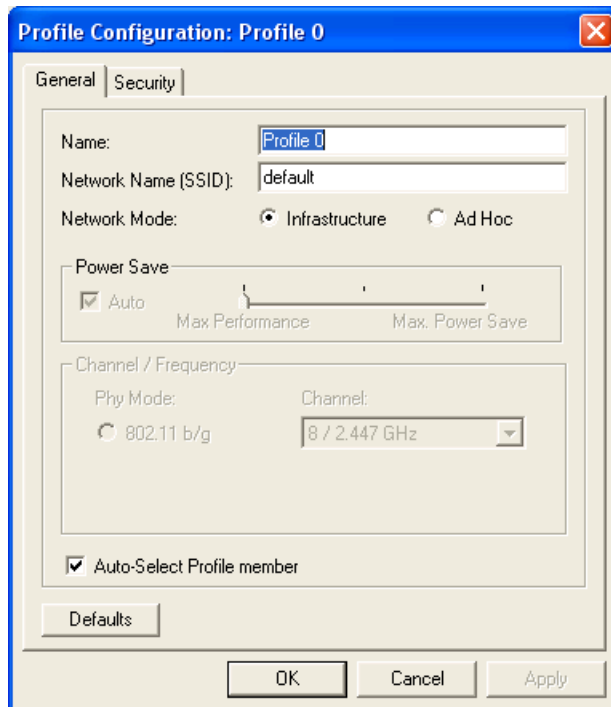 Profile Configuration: Profile 0
General Security
Name: Profile 0
Network Name (SSID): default
Network Mode: Infrastructure Ad Hoc
Power Save
Auto
Max Performance Max. Power Save
Channel / Frequency
Phy Mode: Channel:
802.11 b/g 8 / 2.447 GHz
Auto-Select Profile member
Defaults
OK Cancel Apply